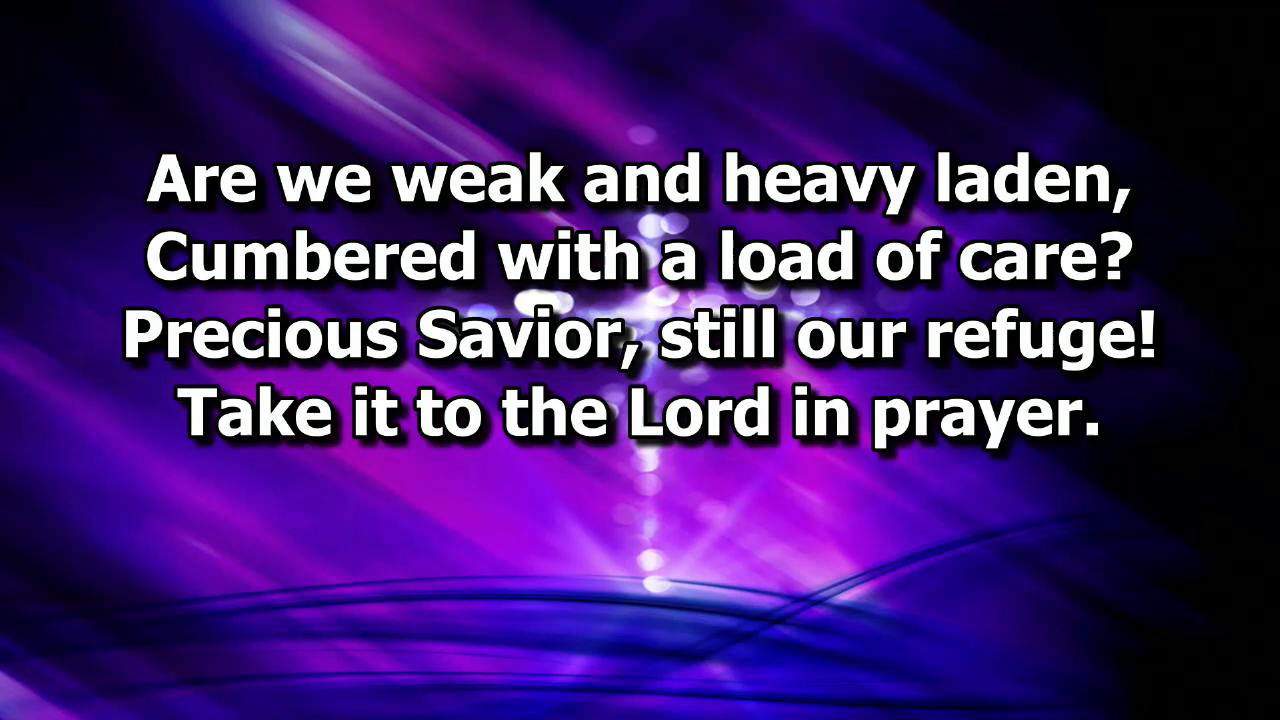 Are we weak and heavy laden,
Cumbered with a load of care?
Precious Savior, still our refuge!
Take it to the Lord in prayer.